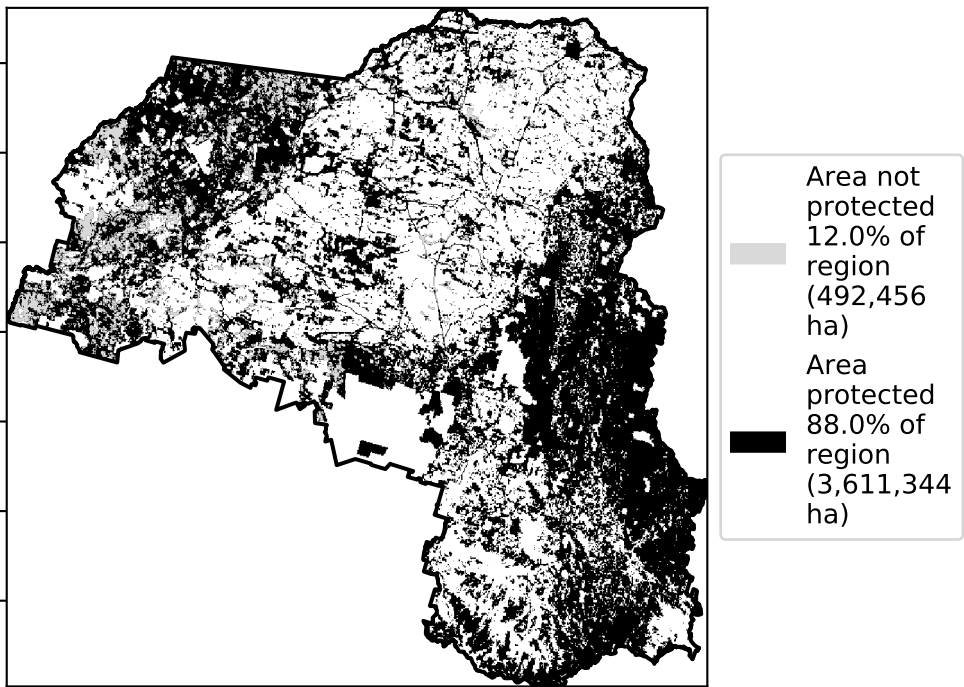 Area not
protected
12.0% of
region
(492,456
ha)
Area
protected
88.0% of
region
(3,611,344
ha)